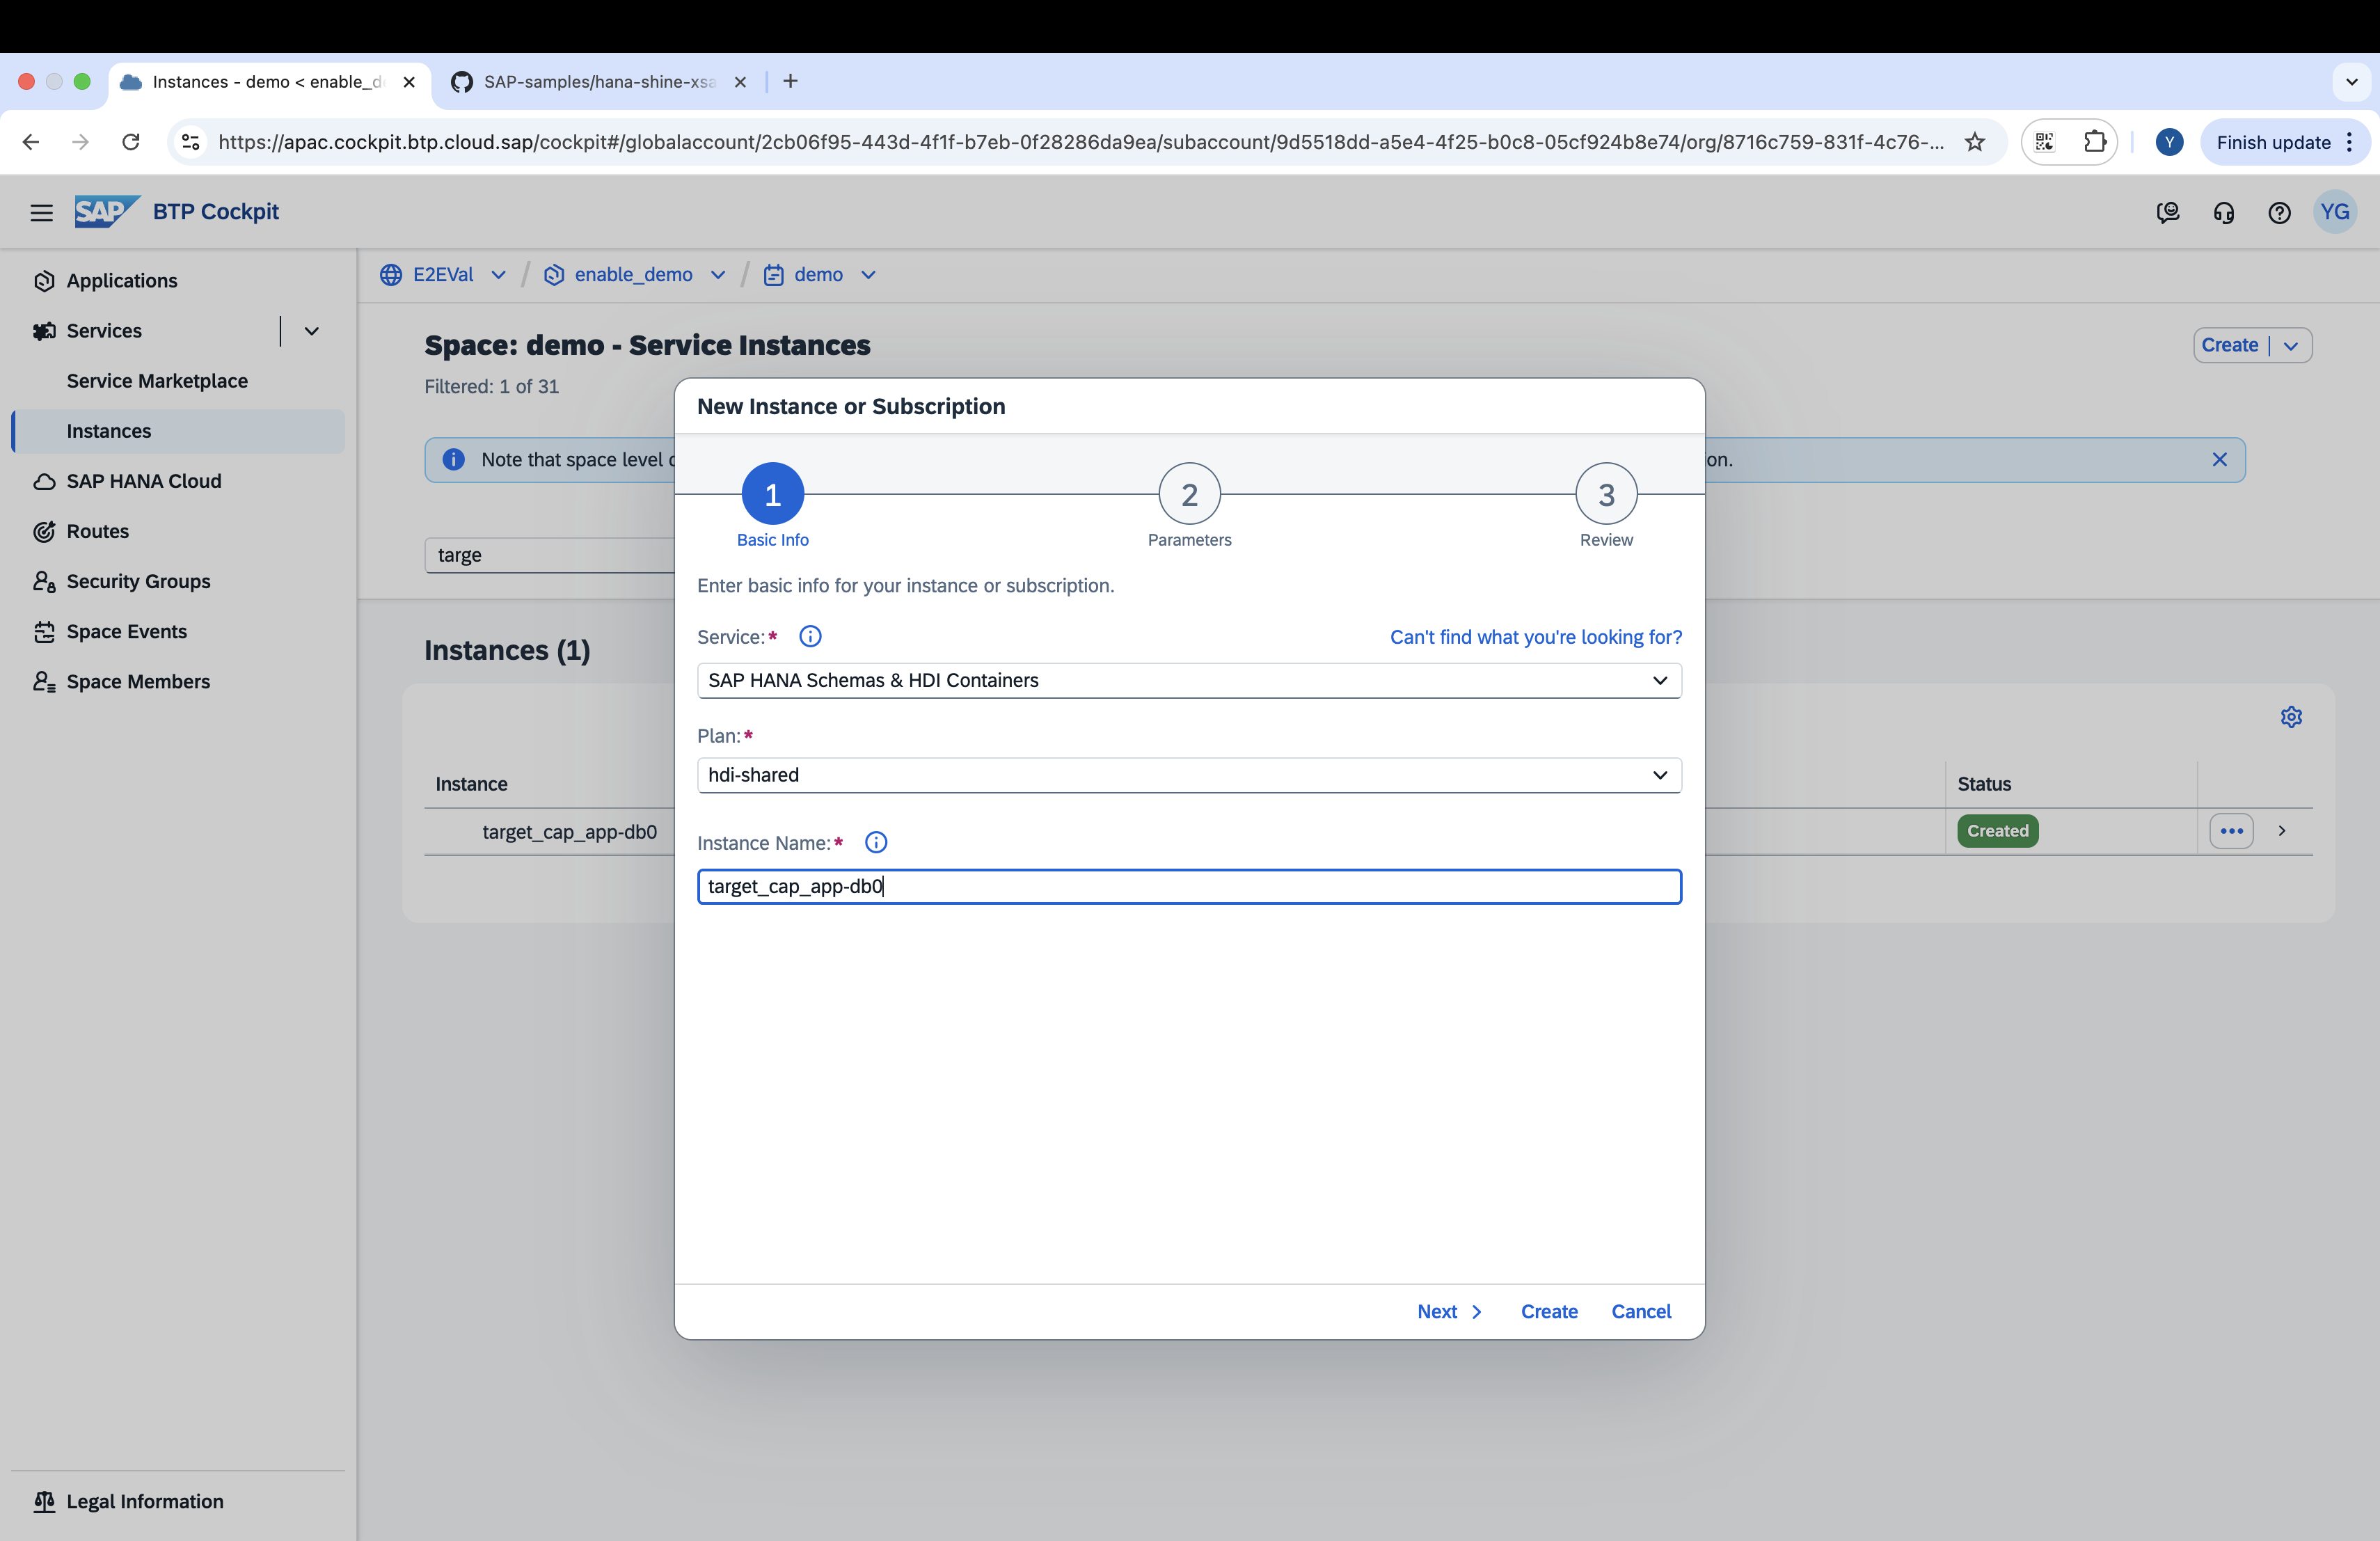 Instances - demo < enable_d
SAP-samples/hana-shine-xsa
https://apac.cockpit.btp.cloud.sap/cockpit#/globalaccount/2cb06f95-443d-4f1f-b7eb-0f28286da9ea/subaccount/9d5518dd-a5e4-4f25-b0c8-05cf924b8e74/org/8716c759-831f-4c76-...
Y
Finish update
SAP
BTP Cockpit
YG
Applications
Services
Service Marketplace
Instances
SAP HANA Cloud
Routes
Security Groups
Space Events
Space Members
Legal Information
E2EVal / enable_demo / demo
Space: demo - Service Instances
Create
Filtered: 1 of 31
Note that space level
on.
targe
Instances (1)
Instance
Status
target_cap_app-db0
Created
New Instance or Subscription
1
2
3
Basic Info
Parameters
Review
Enter basic info for your instance or subscription.
Service:*
Can't find what you're looking for?
SAP HANA Schemas & HDI Containers
Plan:*
hdi-shared
Instance Name:*
target_cap_app-db0
Next
Create
Cancel